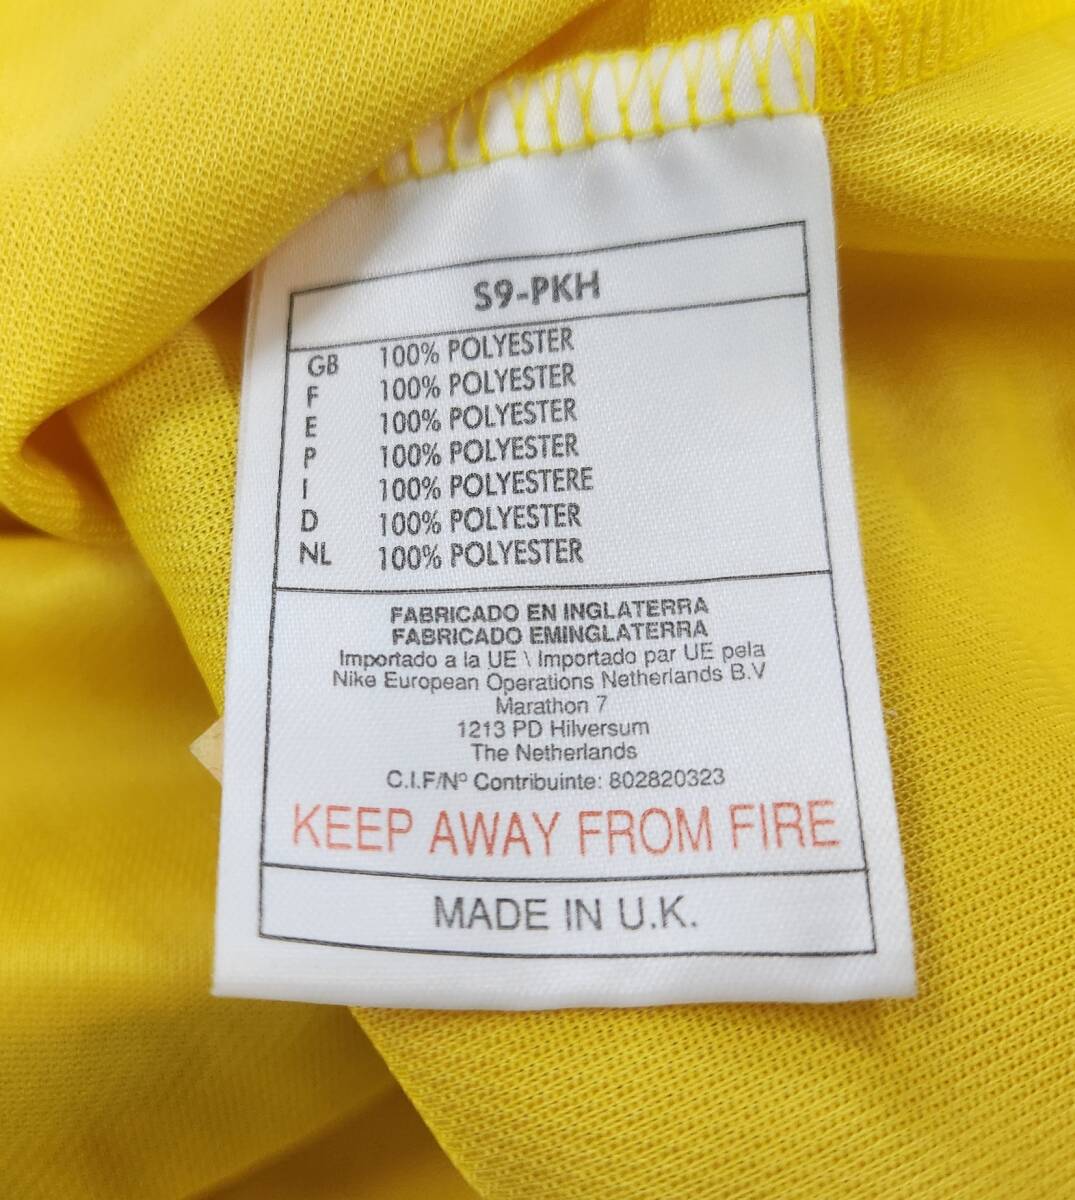 S9-PKH
GB 100% POLYESTER
F 100% POLYESTER
E 100% POLYESTER
P 100% POLYESTER
I 100% POLYESTERE
D 100% POLYESTER
NL 100% POLYESTER
FABRICADO EN INGLATERRA
FABRICADO EMINGLATERRA
Importado a la UE \ Importado par UE pela
Nike European Operations Netherlands B.V
Marathon 7
1213 PD Hilversum
The Netherlands
C.I.F/Nº Contribuinte: 802820323
KEEP AWAY FROM FIRE
MADE IN U.K.